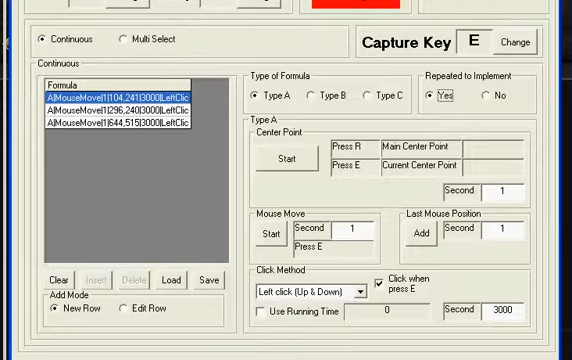 Continuous Multi Select
Capture Key E Change
Continuous
Formula
A|MouseMove|1|104,241|3000|LeftClic
A|MouseMove|1|296,240|3000|LeftClic
A|MouseMove|1|644,515|3000|LeftClic
Clear Insert Delete Load Save
Add Mode
New Row Edit Row
Type of Formula
Type A Type B Type C
Repeated to Implement
Yes No
Type A
Center Point
Start
Press R Main Center Point
Press E Current Center Point
Second 1
Mouse Move
Start
Second 1
Press E
Last Mouse Position
Add
Second 1
Click Method
Left click (Up & Down)
Click when
press E
Use Running Time 0
Second 3000